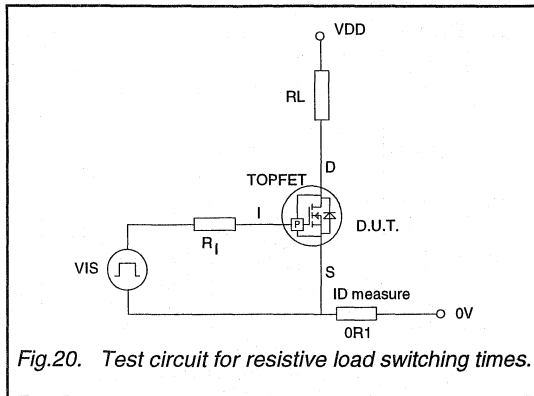 VDD
RL
D
TOPFET
I
P
D.U.T.
RI
VIS
S
ID measure
0V
0R1
Fig.20. Test circuit for resistive load switching times.